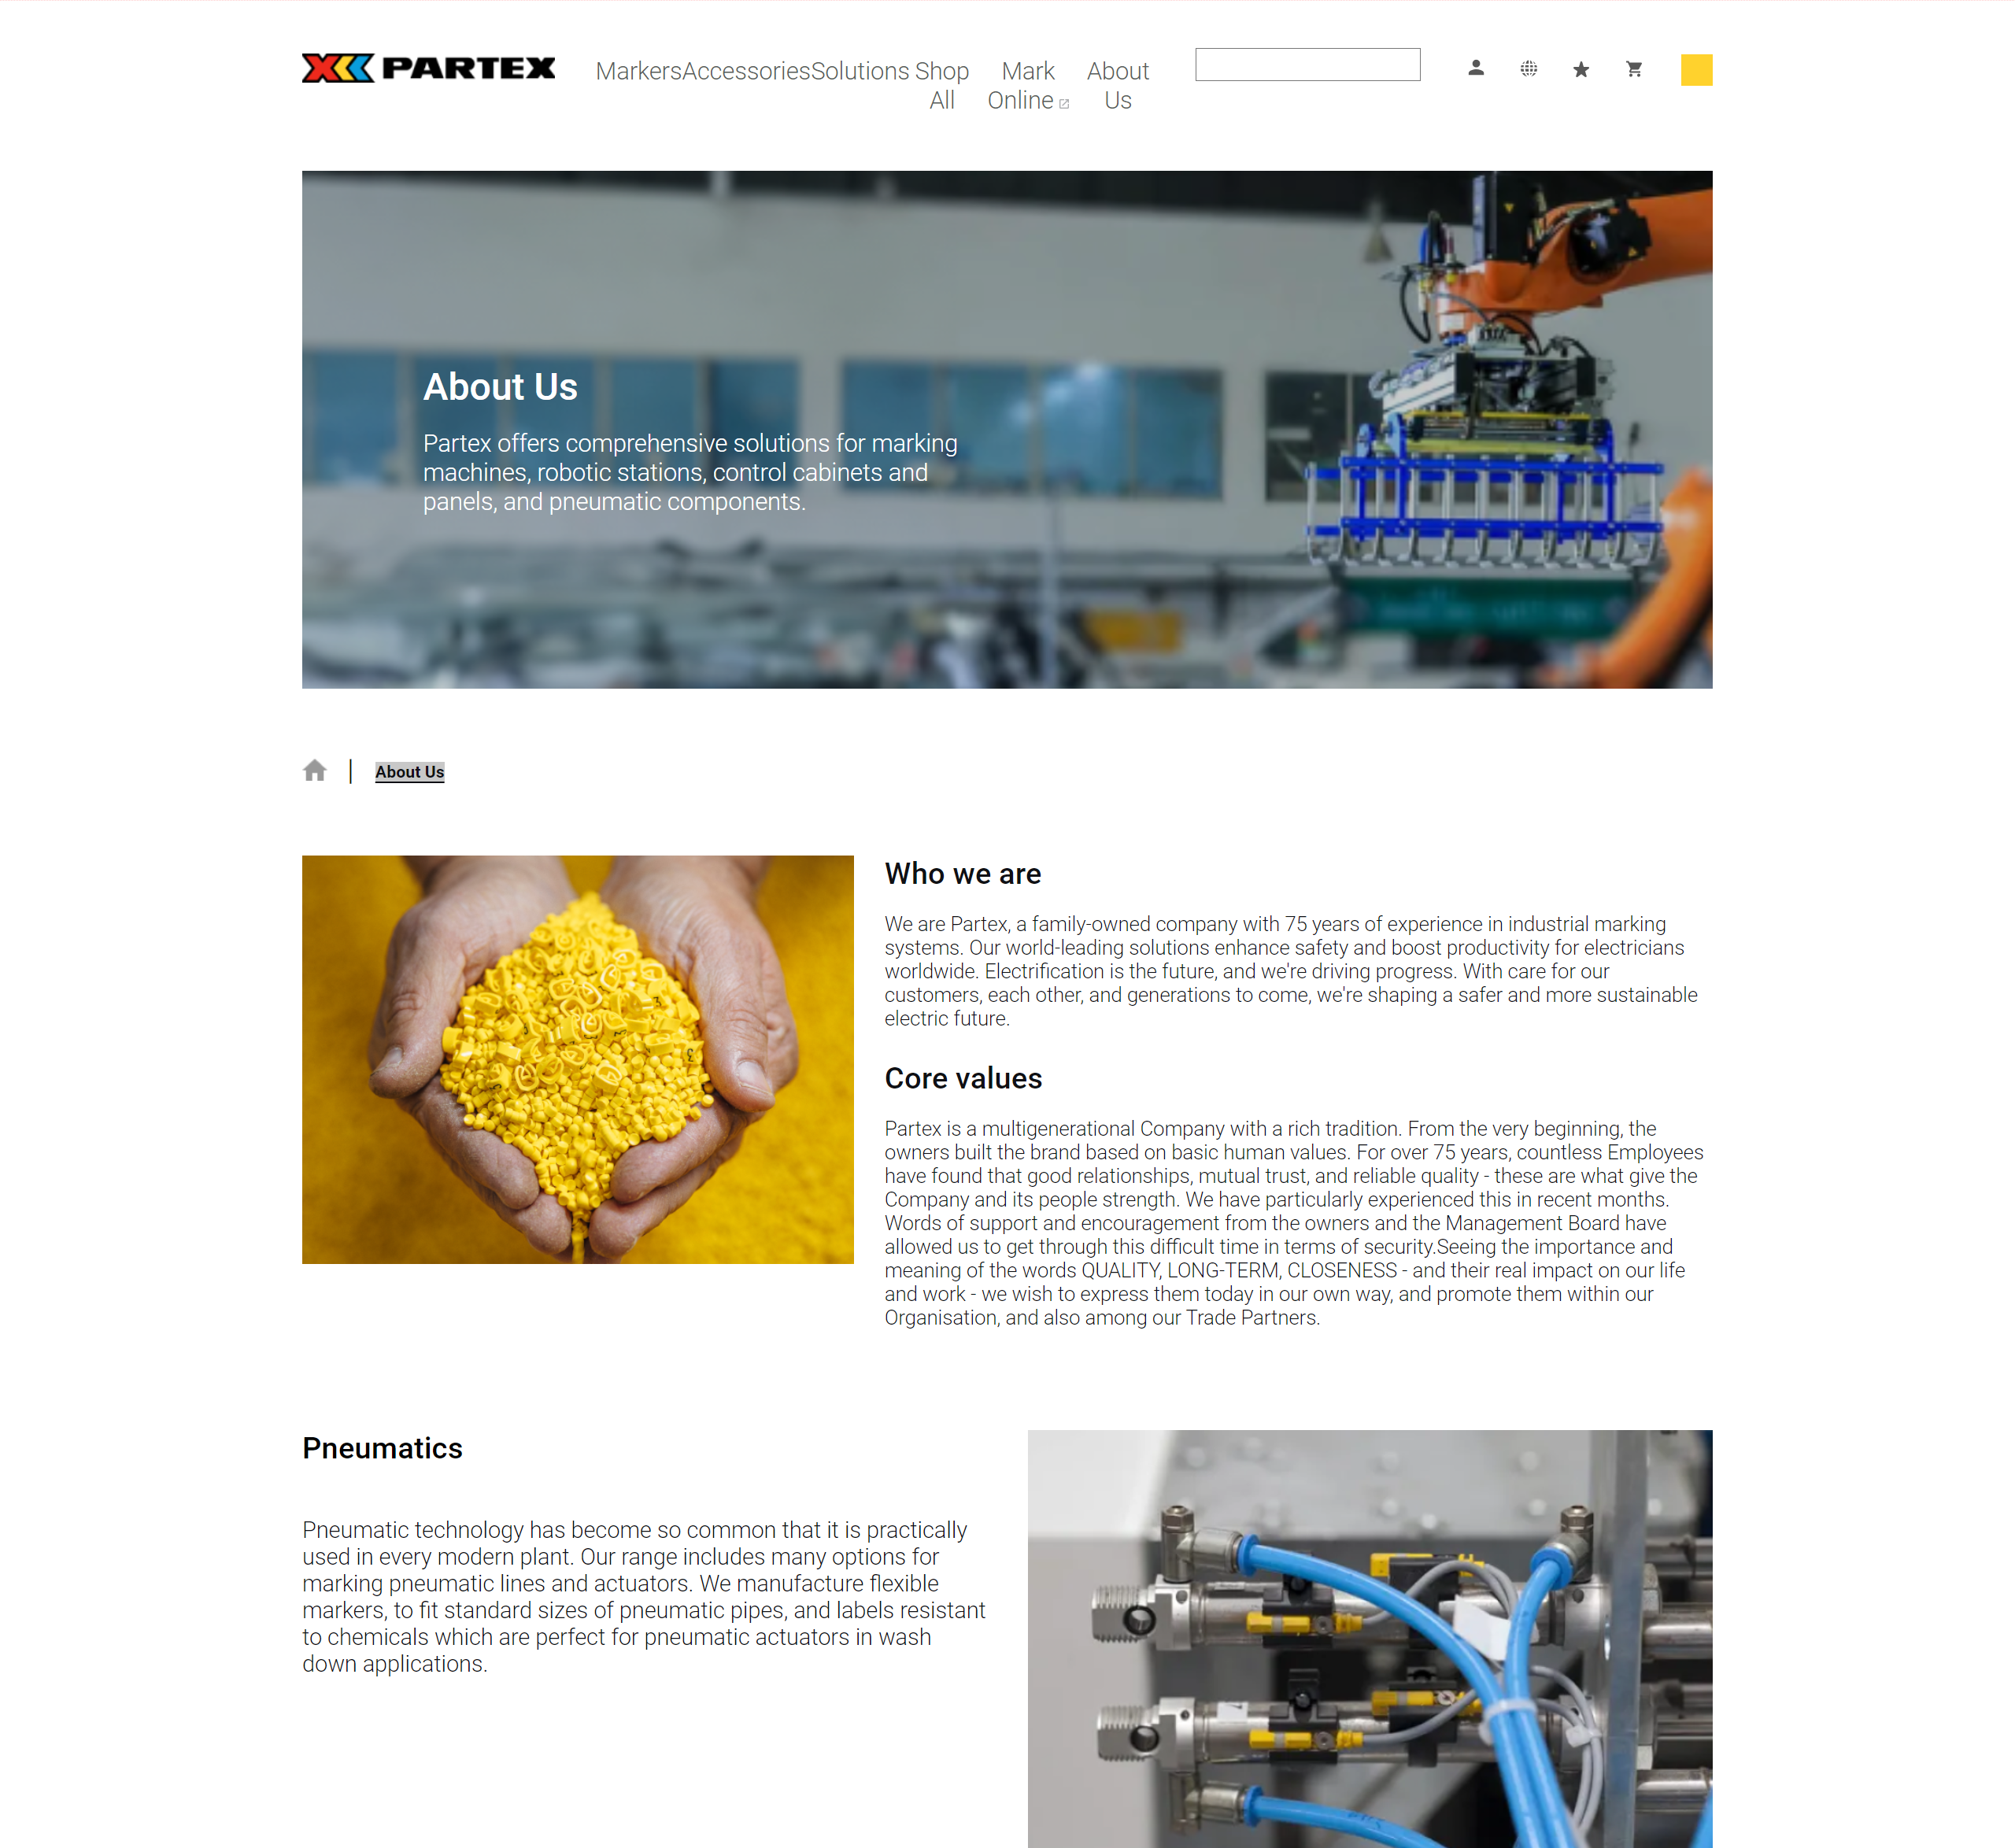 PARTEX
Markers Accessories Solutions Shop All Mark Online About Us
About Us
Partex offers comprehensive solutions for marking
machines, robotic stations, control cabinets and
panels, and pneumatic components.
About Us
Who we are
We are Partex, a family-owned company with 75 years of experience in industrial marking
systems. Our world-leading solutions enhance safety and boost productivity for electricians
worldwide. Electrification is the future, and we're driving progress. With care for our
customers, each other, and generations to come, we're shaping a safer and more sustainable
electric future.
Core values
Partex is a multigenerational Company with a rich tradition. From the very beginning, the
owners built the brand based on basic human values. For over 75 years, countless Employees
have found that good relationships, mutual trust, and reliable quality - these are what give the
Company and its people strength. We have particularly experienced this in recent months.
Words of support and encouragement from the owners and the Management Board have
allowed us to get through this difficult time in terms of security.Seeing the importance and
meaning of the words QUALITY, LONG-TERM, CLOSENESS - and their real impact on our life
and work - we wish to express them today in our own way, and promote them within our
Organisation, and also among our Trade Partners.
Pneumatics
Pneumatic technology has become so common that it is practically
used in every modern plant. Our range includes many options for
marking pneumatic lines and actuators. We manufacture flexible
markers, to fit standard sizes of pneumatic pipes, and labels resistant
to chemicals which are perfect for pneumatic actuators in wash
down applications.